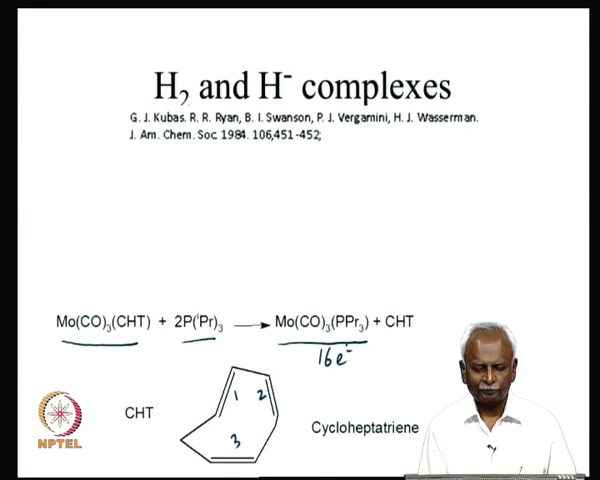 H₂ and H⁻ complexes
G. J. Kubas. R. R. Ryan, B. I. Swanson, P. J. Vergamini, H. J. Wasserman.
J. Am. Chem. Soc. 1984. 106,451-452;
Mo(CO)₃(CHT) + 2P(ⁱPr)₃ → Mo(CO)₃(PPr₃) + CHT
16e⁻
1 2
CHT
3
Cycloheptatriene
NPTEL